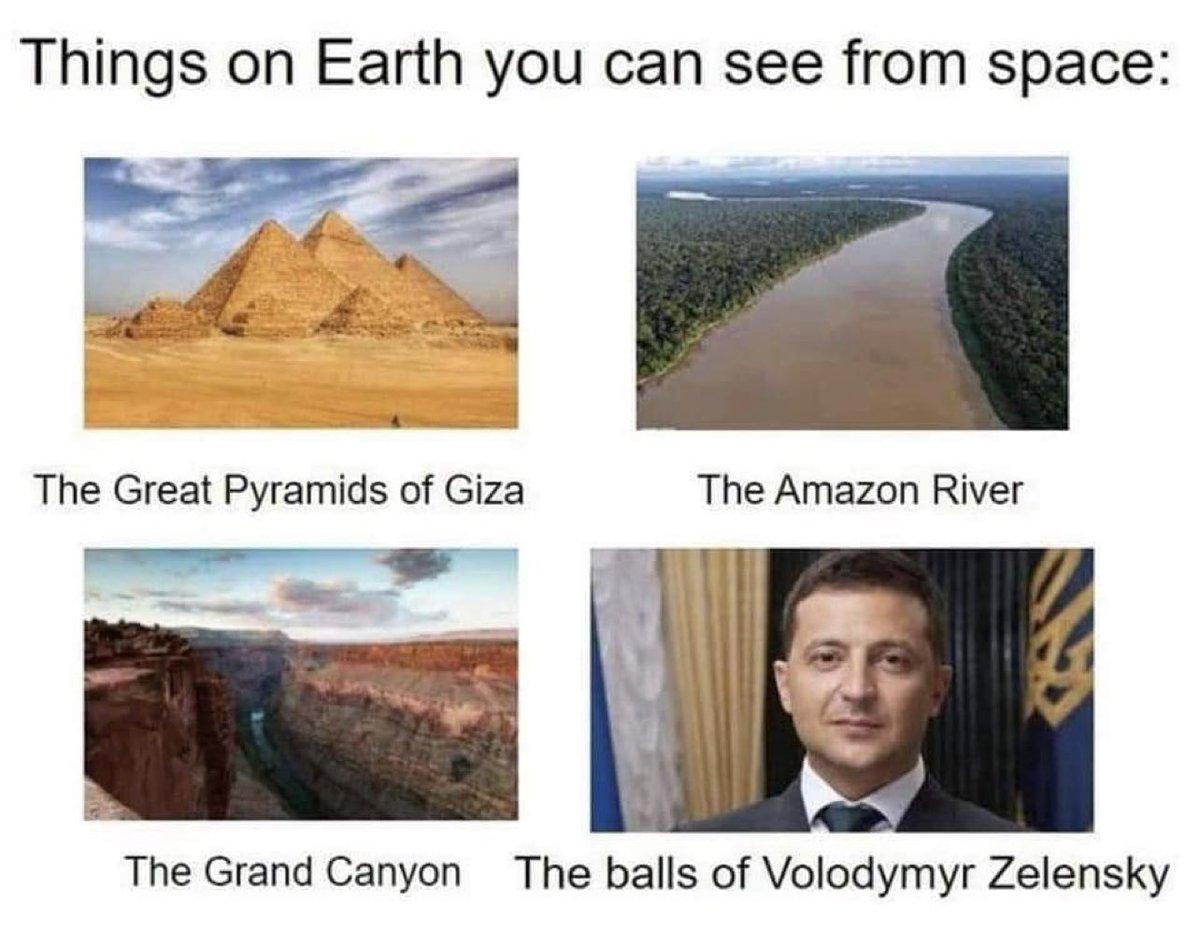 Things on Earth you can see from space:
The Great Pyramids of Giza
The Amazon River
The Grand Canyon
The balls of Volodymyr Zelensky